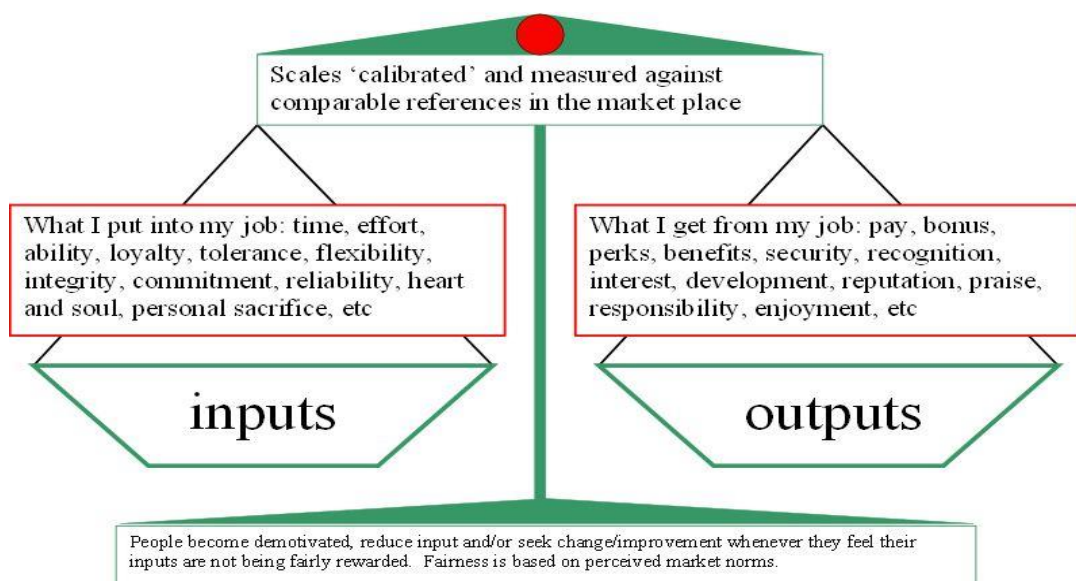 Scales ‘calibrated’ and measured against
comparable references in the market place
What I put into my job: time, effort,
ability, loyalty, tolerance, flexibility,
integrity, commitment, reliability, heart
and soul, personal sacrifice, etc
What I get from my job: pay, bonus,
perks, benefits, security, recognition,
interest, development, reputation, praise,
responsibility, enjoyment, etc
inputs
outputs
People become demotivated, reduce input and/or seek change/improvement whenever they feel their
inputs are not being fairly rewarded.  Fairness is based on perceived market norms.